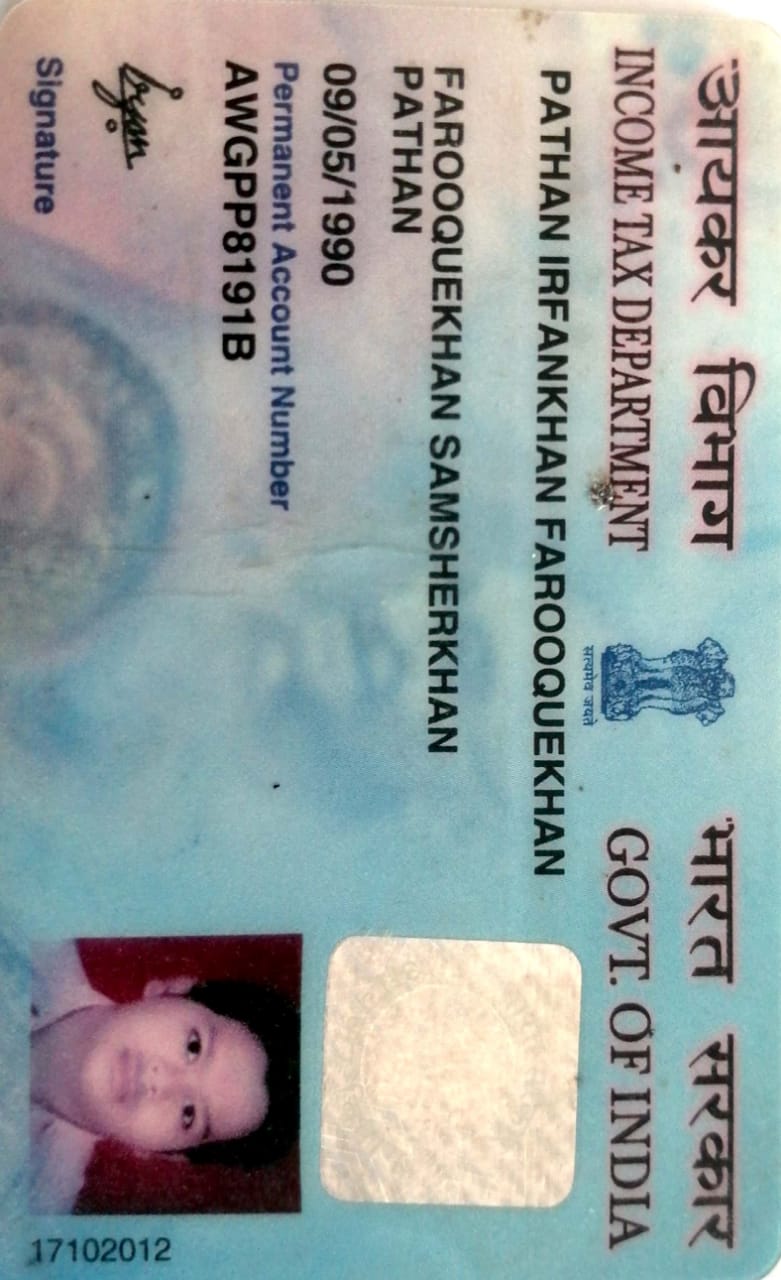 आयकर विभाग
भारत सरकार
INCOME TAX DEPARTMENT
GOVT. OF INDIA
सत्यमेव जयते
PATHAN IRFANKHAN FAROOQUEKHAN
FAROOQUEKHAN SAMSHERKHAN
PATHAN
09/05/1990
Permanent Account Number
AWGPP8191B
Signature
17102012